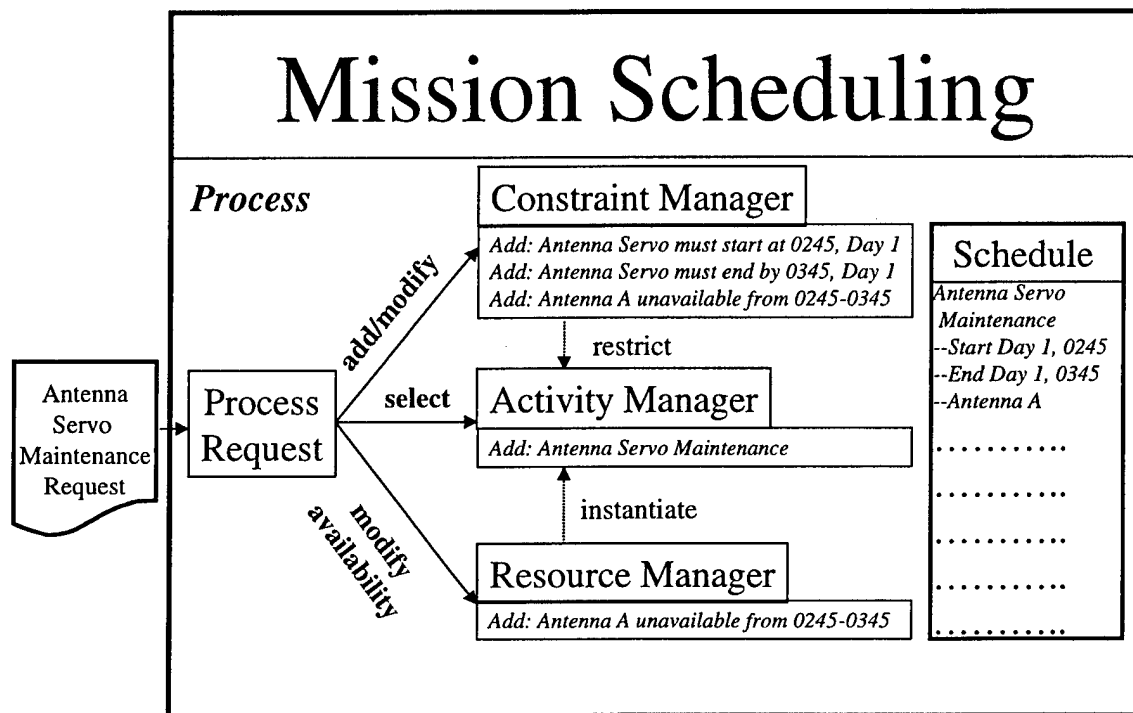 Mission Scheduling
Process
Constraint Manager
Add: Antenna Servo must start at 0245, Day 1
Add: Antenna Servo must end by 0345, Day 1
Add: Antenna A unavailable from 0245-0345
add/modify
restrict
Antenna
Servo
Maintenance
Request
Process
Request
select
Activity Manager
Add: Antenna Servo Maintenance
instantiate
modify
availability
Resource Manager
Add: Antenna A unavailable from 0245-0345
Schedule
Antenna Servo
Maintenance
--Start Day 1, 0245
--End Day 1, 0345
--Antenna A
...........
...........
...........
...........
...........